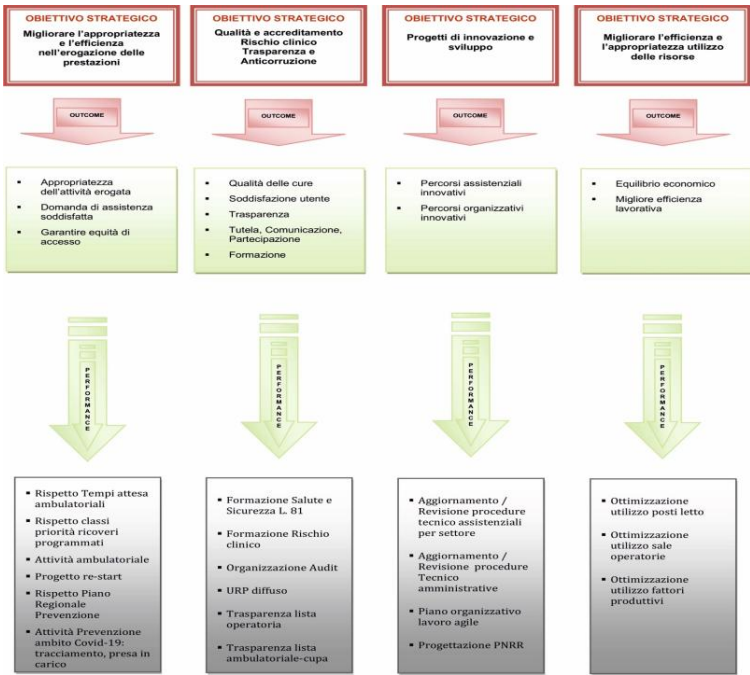 OBIETTIVO STRATEGICO
Migliorare l'appropriatezza
e l'efficienza
nell'erogazione delle
prestazioni
OUTCOME
Appropriatezza
dell'attività erogata
Domanda di assistenza
soddisfatta
Garantire equità di
accesso
PERFORMANCE
Rispetto Tempi attesa
ambulatoriali
Rispetto classi
priorità ricoveri
programmati
Attività ambulatoriale
Progetto re-start
Rispetto Piano
Regionale
Prevenzione
Attività Prevenzione
ambito Covid-19:
tracciamento, presa in
carico
OBIETTIVO STRATEGICO
Qualità e accreditamento
Rischio clinico
Trasparenza e
Anticorruzione
OUTCOME
Qualità delle cure
Soddisfazione utente
Trasparenza
Tutela, Comunicazione,
Partecipazione
Formazione
PERFORMANCE
Formazione Salute e
Sicurezza L. 81
Formazione Rischio
clinico
Organizzazione Audit
URP diffuso
Trasparenza lista
operatoria
Trasparenza lista
ambulatoriale-cupa
OBIETTIVO STRATEGICO
Progetti di innovazione e
sviluppo
OUTCOME
Percorsi assistenziali
innovativi
Percorsi organizzativi
innovativi
PERFORMANCE
Aggiornamento /
Revisione procedure
tecnico assistenziali
per settore
Aggiornamento /
Revisione procedure
Tecnico
amministrative
Piano organizzativo
lavoro agile
Progettazione PNRR
OBIETTIVO STRATEGICO
Migliorare l'efficienza e
l'appropriatezza utilizzo
delle risorse
OUTCOME
Equilibrio economico
Migliore efficienza
lavorativa
PERFORMANCE
Ottimizzazione
utilizzo posti letto
Ottimizzazione
utilizzo sale
operatorie
Ottimizzazione
utilizzo fattori
produttivi